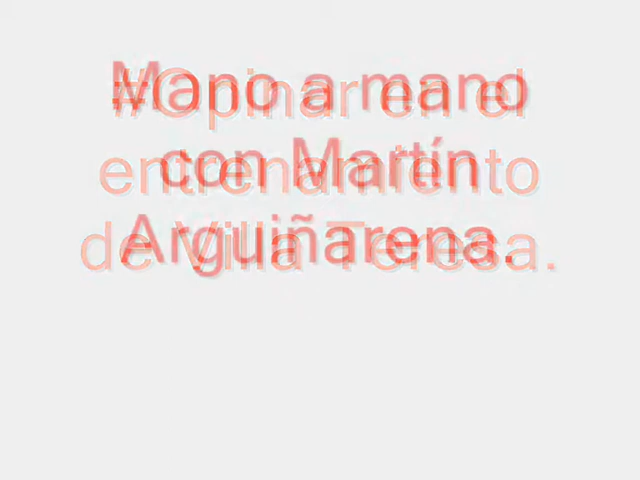 Mano a mano
con Martín
Arguiñarena.
#Opinar en el
entrenamiento
de Villa Teresa.